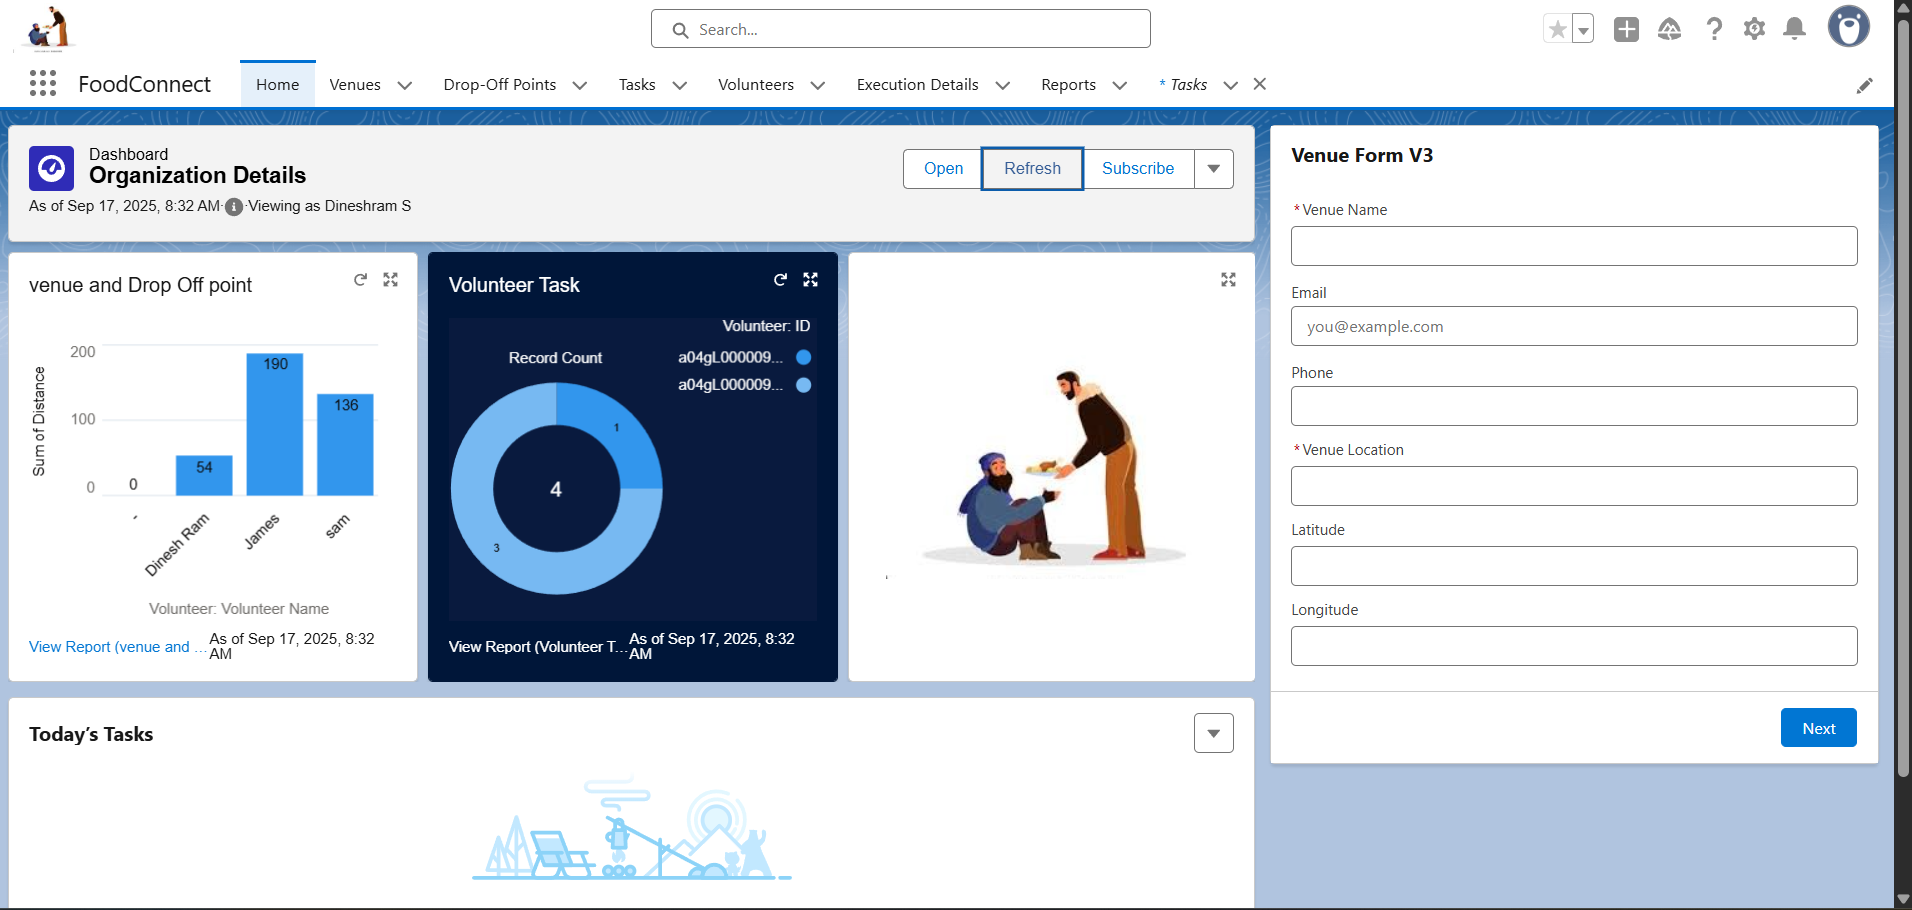 Search...
FoodConnect
Home
Venues
Drop-Off Points
Tasks
Volunteers
Execution Details
Reports
* Tasks
Dashboard
Organization Details
As of Sep 17, 2025, 8:32 AM·Viewing as Dineshram S
Open
Refresh
Subscribe
venue and Drop Off point
Sum of Distance
200
100
0
0
54
190
136
-
Dinesh Ram
James
sam
Volunteer: Volunteer Name
View Report (venue and ...
As of Sep 17, 2025, 8:32
AM
Volunteer Task
Volunteer: ID
Record Count
a04gL000009...
a04gL000009...
1
4
3
View Report (Volunteer T...
As of Sep 17, 2025, 8:32
AM
Today’s Tasks
Venue Form V3
*Venue Name
Email
you@example.com
Phone
*Venue Location
Latitude
Longitude
Next